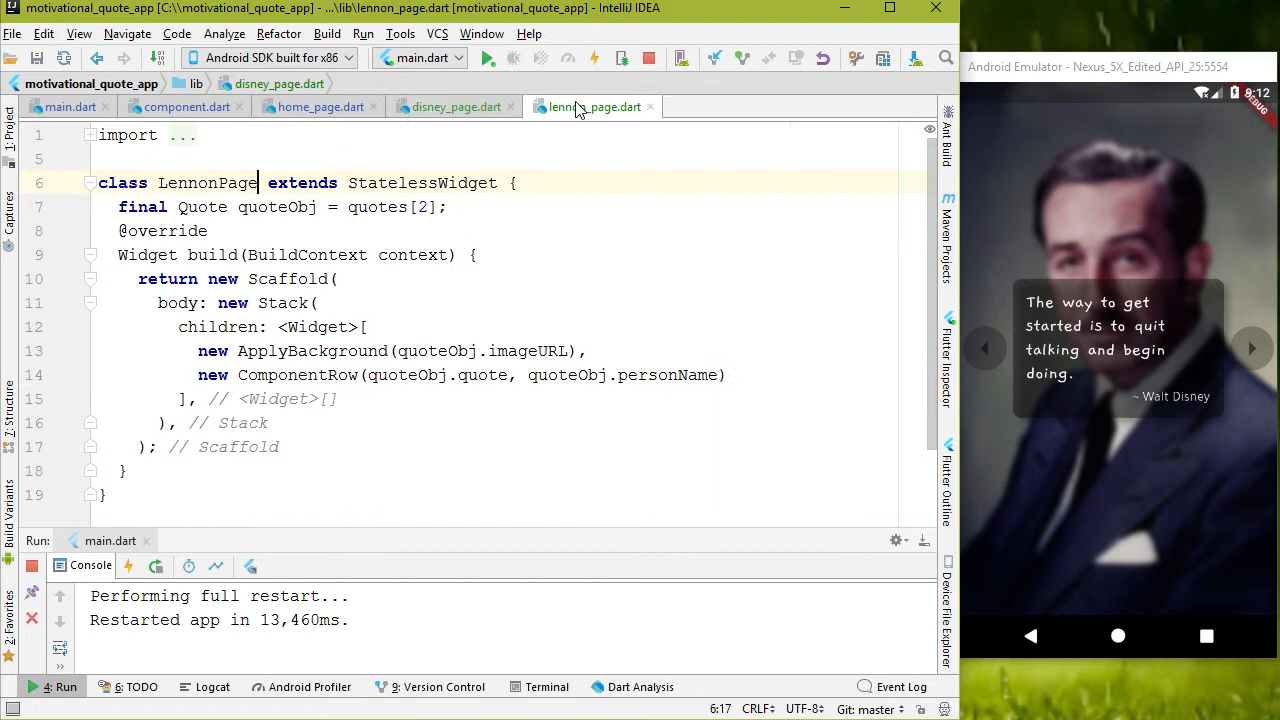 motivational_quote_app [C:\\motivational_quote_app] - ...\lib\lennon_page.dart [motivational_quote_app] - IntelliJ IDEA
File Edit View Navigate Code Analyze Refactor Build Run Tools VCS Window Help
Android SDK built for x86 main.dart
motivational_quote_app lib disney_page.dart
main.dart component.dart home_page.dart disney_page.dart lennon_page.dart
1 import ...
5
6 class LennonPage extends StatelessWidget {
7 final Quote quoteObj = quotes[2];
8 @override
9 Widget build(BuildContext context) {
10 return new Scaffold(
11 body: new Stack(
12 children: <Widget>[
13 new ApplyBackground(quoteObj.imageURL),
14 new ComponentRow(quoteObj.quote, quoteObj.personName)
15 ], // <Widget>[]
16 ), // Stack
17 ); // Scaffold
18 }
19 }
1: Project
Captures
7: Structure
Build Variants
2: Favorites
Ant Build
Maven Projects
Flutter Inspector
Flutter Outline
Device File Explorer
Run: main.dart
Console
Performing full restart...
Restarted app in 13,460ms.
4: Run 6: TODO Logcat Android Profiler 9: Version Control Terminal Dart Analysis Event Log
6:17 CRLF UTF-8 Git: master
Android Emulator - Nexus_5X_Edited_API_25:5554
9:12
DEBUG
The way to get
started is to quit
talking and begin
doing.
~ Walt Disney